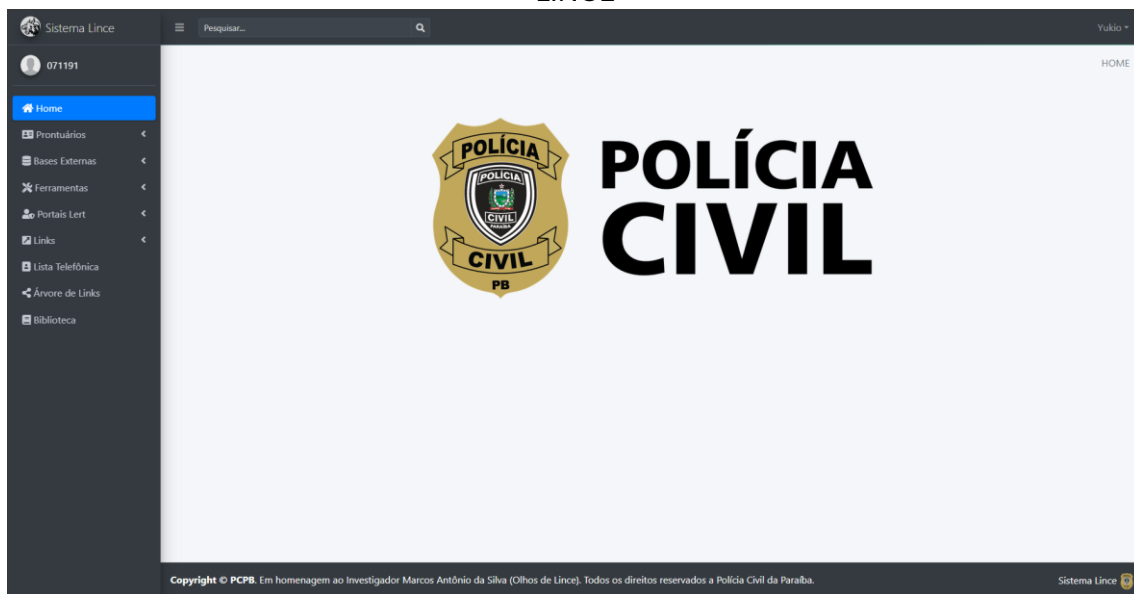 LINCE
Sistema Lince
Pesquisar...
Yukio
071191
HOME
Home
Prontuários
Bases Externas
Ferramentas
Portais Lert
Links
Lista Telefônica
Árvore de Links
Biblioteca
POLÍCIA
POLÍCIA
CIVIL
PARAÍBA
CIVIL
PB
POLÍCIA
CIVIL
Copyright © PCPB. Em homenagem ao Investigador Marcos Antônio da Silva (Olhos de Lince). Todos os direitos reservados a Polícia Civil da Paraíba.
Sistema Lince